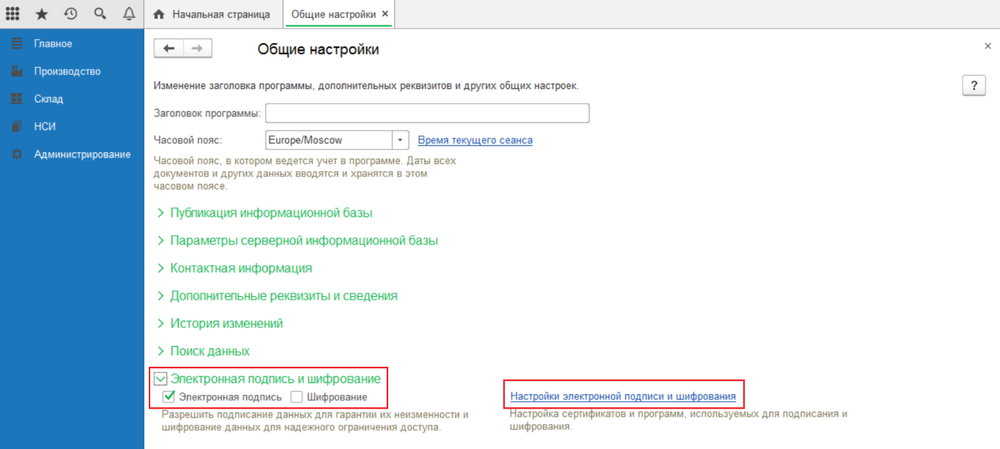 Начальная страница
Общие настройки ×
Главное
Производство
Склад
НСИ
Администрирование
Общие настройки
×
Изменение заголовка программы, дополнительных реквизитов и других общих настроек.
?
Заголовок программы:
Часовой пояс: Europe/Moscow Время текущего сеанса
Часовой пояс, в котором ведется учет в программе. Даты всех
документов и других данных вводятся и хранятся в этом
часовом поясе.
Публикация информационной базы
Параметры серверной информационной базы
Контактная информация
Дополнительные реквизиты и сведения
История изменений
Поиск данных
Электронная подпись и шифрование
Электронная подпись Шифрование
Разрешить подписание данных для гарантии их неизменности и
шифрование данных для надежного ограничения доступа.
Настройки электронной подписи и шифрования
Настройка сертификатов и программ, используемых для подписания и
шифрования.